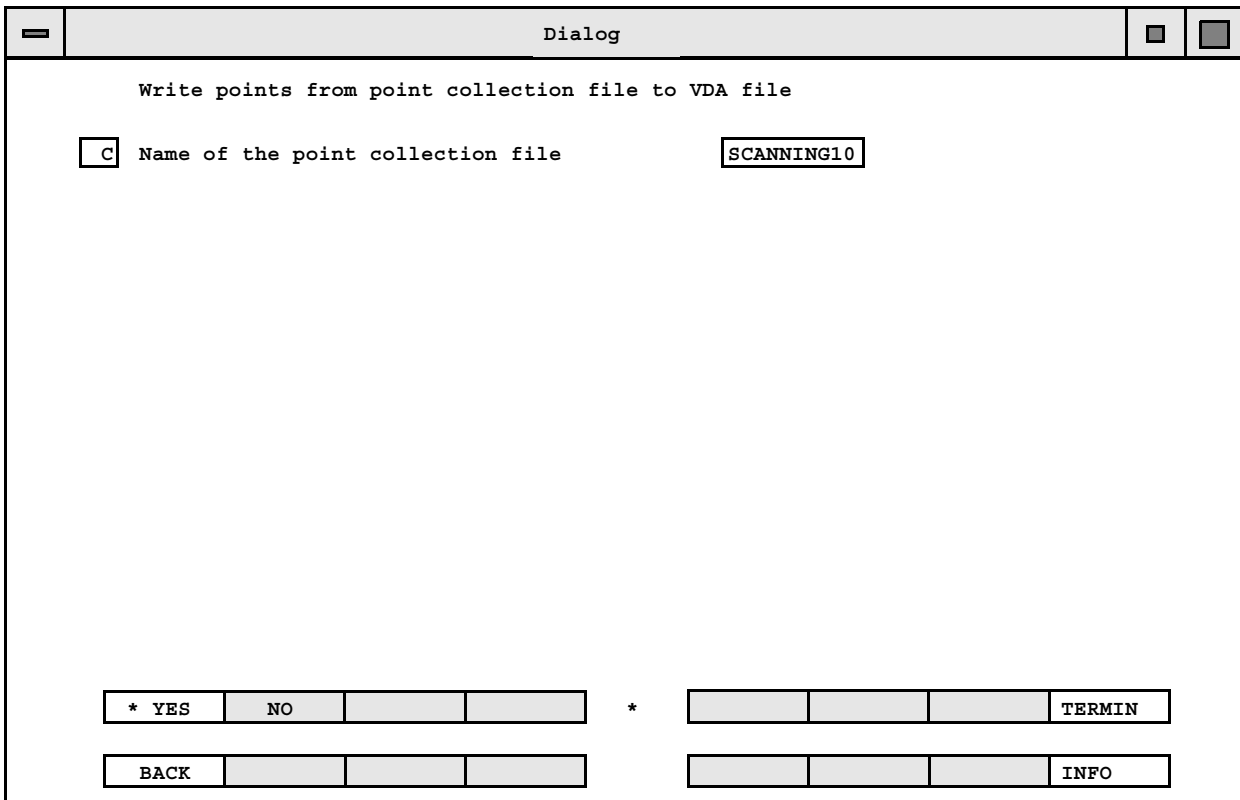 Dialog
Write points from point collection file to VDA file
C Name of the point collection file SCANNING10
* YES NO * TERMIN
BACK INFO